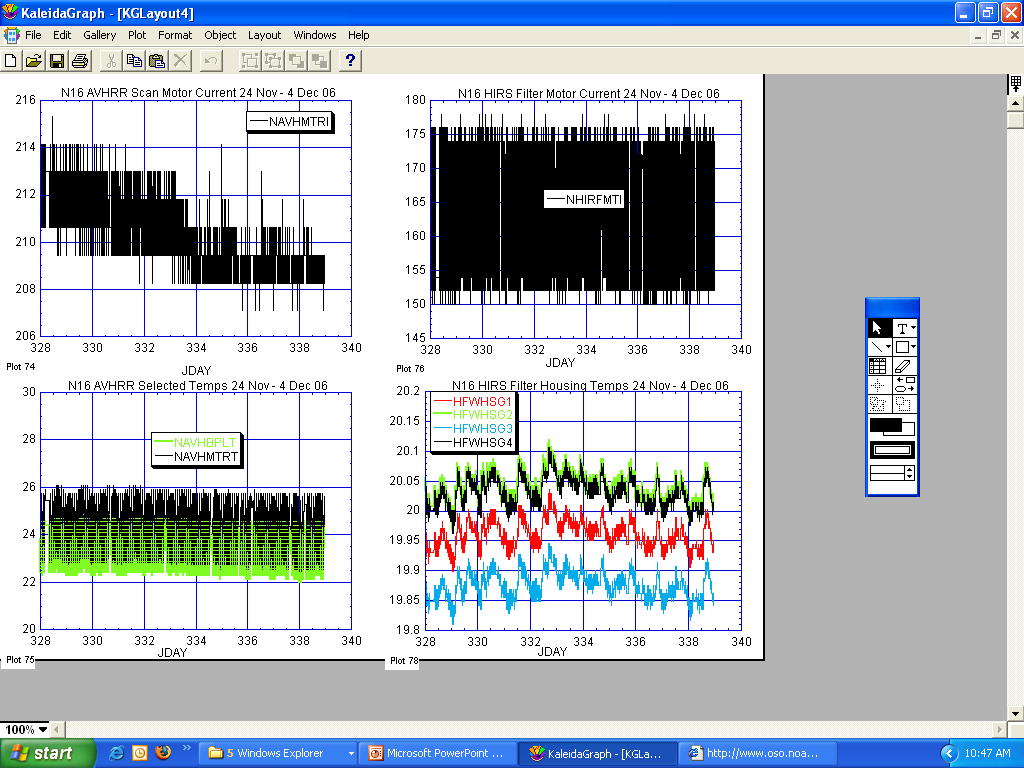 KaleidaGraph - [KGLayout4]
File Edit Gallery Plot Format Object Layout Windows Help
N16 AVHRR Scan Motor Current 24 Nov - 4 Dec 06
216
214
212
210
208
206
NAVHMTRI
328 330 332 334 336 338 340
JDAY
Plot 74
N16 HIRS Filter Motor Current 24 Nov - 4 Dec 06
180
175
170
165
160
155
150
145
NHIRFMTI
328 330 332 334 336 338 340
JDAY
Plot 76
N16 AVHRR Selected Temps 24 Nov - 4 Dec 06
30
28
26
24
22
20
NAVHBPLT
NAVHMTRT
328 330 332 334 336 338 340
JDAY
Plot 75
N16 HIRS Filter Housing Temps 24 Nov - 4 Dec 06
20.2
20.15
20.1
20.05
20
19.95
19.9
19.85
19.8
HFWHSG1
HFWHSG2
HFWHSG3
HFWHSG4
328 330 332 334 336 338 340
JDAY
Plot 78
T
100%
start
5 Windows Explorer
Microsoft PowerPoint ...
KaleidaGraph - [KGLa...
http://www.oso.noa...
10:47 AM